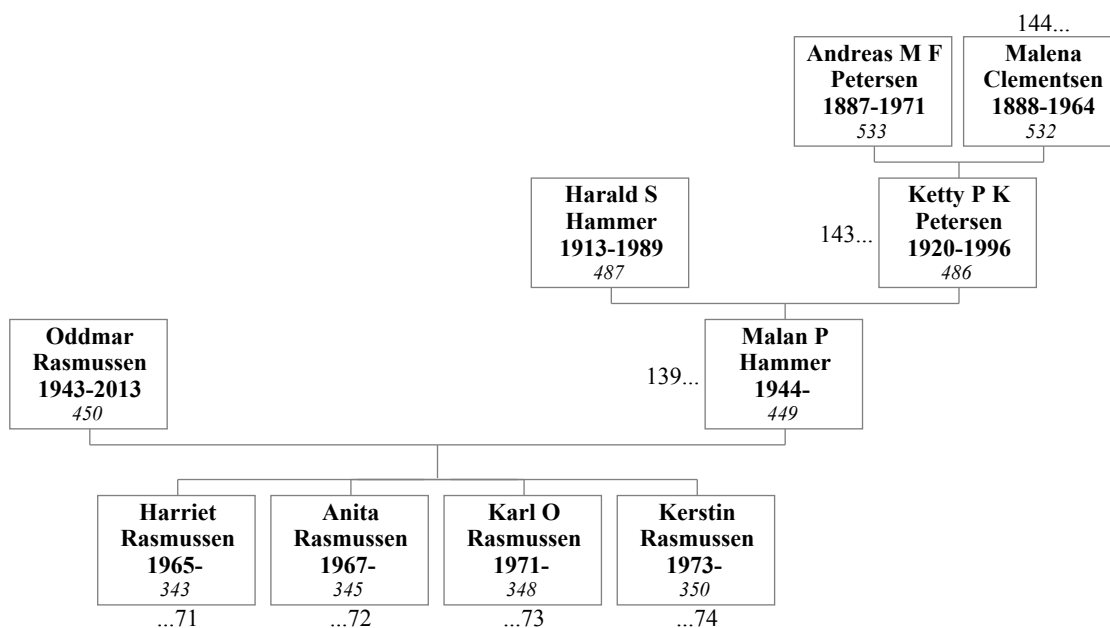 144...
Andreas M F
Petersen
1887-1971
533
Malena
Clementsen
1888-1964
532
Harald S
Hammer
1913-1989
487
143...
Ketty P K
Petersen
1920-1996
486
Oddmar
Rasmussen
1943-2013
450
139...
Malan P
Hammer
1944-
449
Harriet
Rasmussen
1965-
343
...71
Anita
Rasmussen
1967-
345
...72
Karl O
Rasmussen
1971-
348
...73
Kerstin
Rasmussen
1973-
350
...74